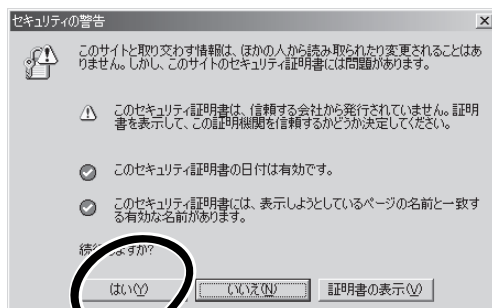 セキュリティの警告
このサイトと取り交わす情報は、ほかの人から読み取られたり変更されることはあ
りません。しかし、このサイトのセキュリティ証明書には問題があります。
このセキュリティ証明書は、信頼する会社から発行されていません。証明
書を表示して、この証明機関を信頼するかどうか決定してください。
このセキュリティ証明書の日付は有効です。
このセキュリティ証明書には、表示しようとしているページの名前と一致す
る有効な名前があります。
続行しますか?
はい(Y) いいえ(N) 証明書の表示(V)